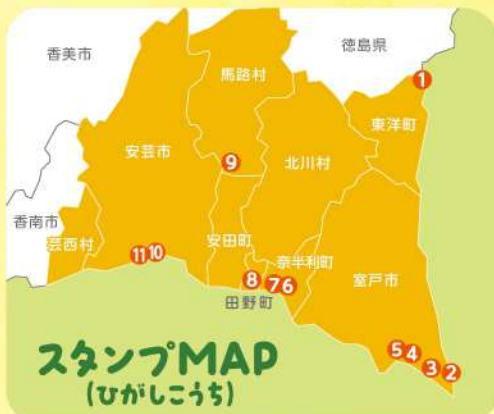 徳島県
香美市
馬路村
1
東洋町
安芸市
北川村
9
香南市
芸西村
安田町
奈半利町
室戸市
11 10
8
7 6
田野町
5 4
3
2
スタンプMAP
(ひがしこうち)